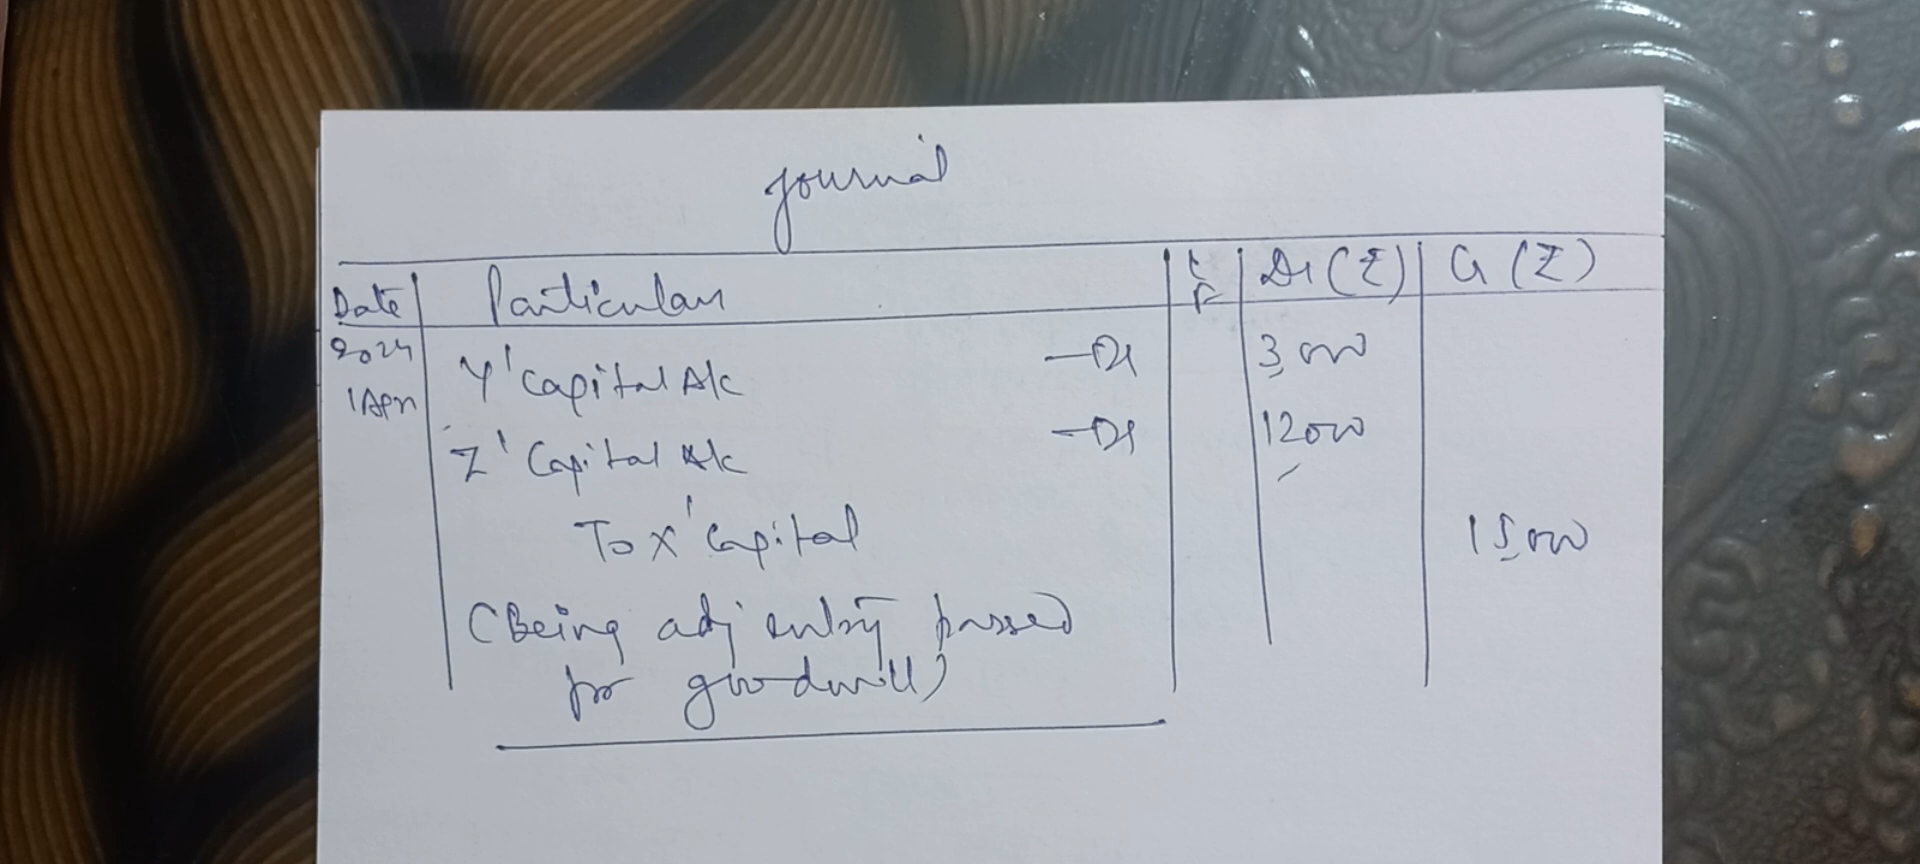 Journal
Date Particulars L F Dr (₹) Cr (₹)
2024 Y' Capital A/c —Dr 3,000
1 Apr
Z' Capital A/c —Dr 12000
To X' Capital 15,000
(Being adj entry passed
for goodwill)